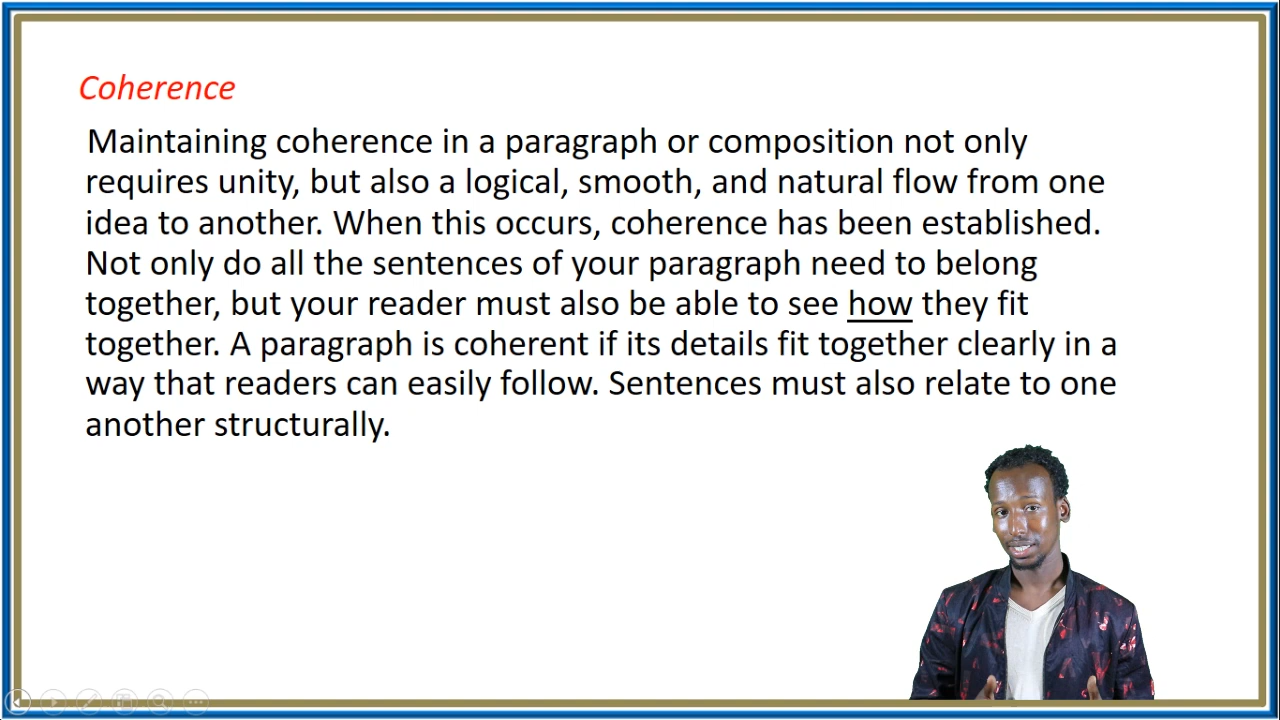 Coherence
Maintaining coherence in a paragraph or composition not only
requires unity, but also a logical, smooth, and natural flow from one
idea to another. When this occurs, coherence has been established.
Not only do all the sentences of your paragraph need to belong
together, but your reader must also be able to see how they fit
together. A paragraph is coherent if its details fit together clearly in a
way that readers can easily follow. Sentences must also relate to one
another structurally.